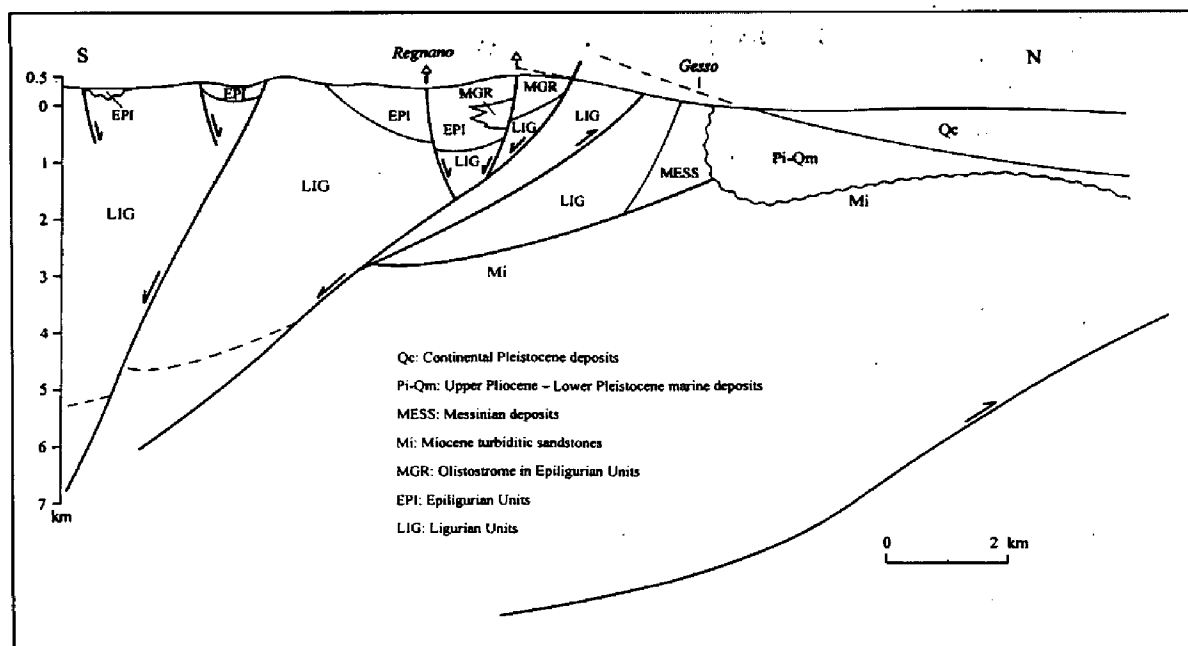 S
N
Regnano
Gesso
0.5
0
1
2
3
4
5
6
7
km
EPI
EPI
EPI
EPI
MGR
MGR
LIG
LIG
LIG
LIG
LIG
LIG
MESS
Qc
Pi-Qm
Mi
Mi
Qc: Continental Pleistocene deposits
Pi-Qm: Upper Pliocene – Lower Pleistocene marine deposits
MESS: Messinian deposits
Mi: Miocene turbiditic sandstones
MGR: Olistostrome in Epiligurian Units
EPI: Epiligurian Units
LIG: Ligurian Units
0 2 km